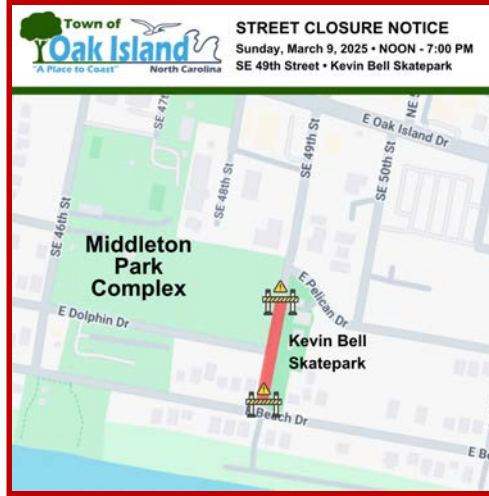 Town of
Oak Island
"A Place to Coast" North Carolina
STREET CLOSURE NOTICE
Sunday, March 9, 2025 • NOON - 7:00 PM
SE 49th Street • Kevin Bell Skatepark
SE 47th
SE 48th St
SE 49th St
E Oak Island Dr
SE 50th St
SE 46th St
Middleton
Park
Complex
E Pelican Dr
E Dolphin Dr
Kevin Bell
Skatepark
Beach Dr